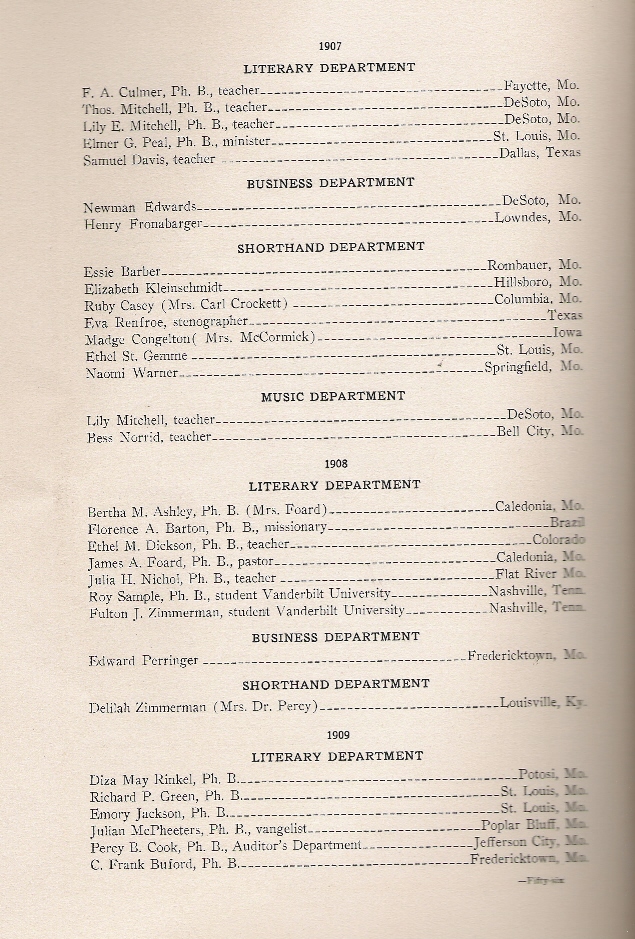 1907
LITERARY DEPARTMENT
F. A. Culmer, Ph. B., teacher Fayette, Mo.
Thos. Mitchell, Ph. B., teacher DeSoto, Mo.
Lily E. Mitchell, Ph. B., teacher DeSoto, Mo.
Elmer G. Peal, Ph. B., minister St. Louis, Mo.
Samuel Davis, teacher Dallas, Texas
BUSINESS DEPARTMENT
Newman Edwards DeSoto, Mo.
Henry Fronabarger Lowndes, Mo.
SHORTHAND DEPARTMENT
Essie Barber Rombauer, Mo.
Elizabeth Kleinschmidt Hillsboro, Mo.
Ruby Casey (Mrs. Carl Crockett) Columbia, Mo.
Eva Renfroe, stenographer Texas
Madge Congelton( Mrs. McCormick) Iowa
Ethel St. Gemme St. Louis, Mo.
Naomi Warner Springfield, Mo.
MUSIC DEPARTMENT
Lily Mitchell, teacher DeSoto, Mo.
Bess Norrid, teacher Bell City, Mo.
1908
LITERARY DEPARTMENT
Bertha M. Ashley, Ph. B. (Mrs. Foard) Caledonia, Mo.
Florence A. Barton, Ph. B., missionary Brazil
Ethel M. Dickson, Ph. B., teacher Colorado
James A. Foard, Ph. B., pastor Caledonia, Mo.
Julia H. Nichol, Ph. B., teacher Flat River Mo.
Roy Sample, Ph. B., student Vanderbilt University Nashville, Tenn.
Fulton J. Zimmerman, student Vanderbilt University Nashville, Tenn.
BUSINESS DEPARTMENT
Edward Perringer Fredericktown, Mo.
SHORTHAND DEPARTMENT
Delilah Zimmerman (Mrs. Dr. Percy) Louisville, Ky.
1909
LITERARY DEPARTMENT
Diza May Rinkel, Ph. B. Potosi, Mo.
Richard P. Green, Ph. B. St. Louis, Mo.
Emory Jackson, Ph. B. St. Louis, Mo.
Julian McPheeters, Ph. B., vangelist Poplar Bluff, Mo.
Percy B. Cook, Ph. B., Auditor's Department Jefferson City, Mo.
C. Frank Buford, Ph. B. Fredericktown, Mo.
—Fifty-six